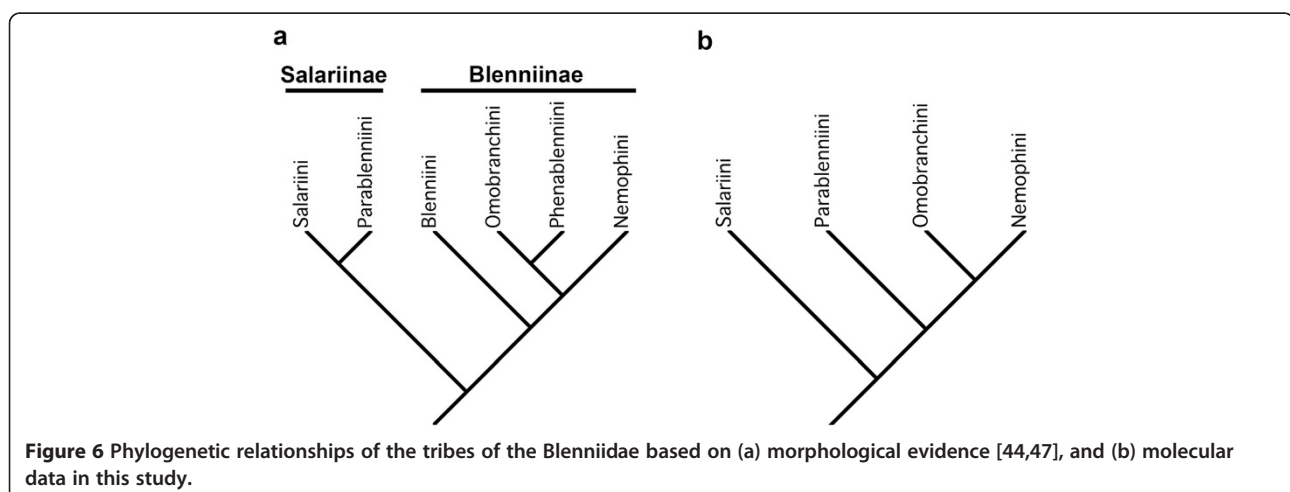 a
b
Salariinae
Blenniinae
Salariini
Parablenniini
Blenniini
Omobranchini
Phenablenniini
Nemophini
Salariini
Parablenniini
Omobranchini
Nemophini
Figure 6 Phylogenetic relationships of the tribes of the Blenniidae based on (a) morphological evidence [44,47], and (b) molecular
data in this study.